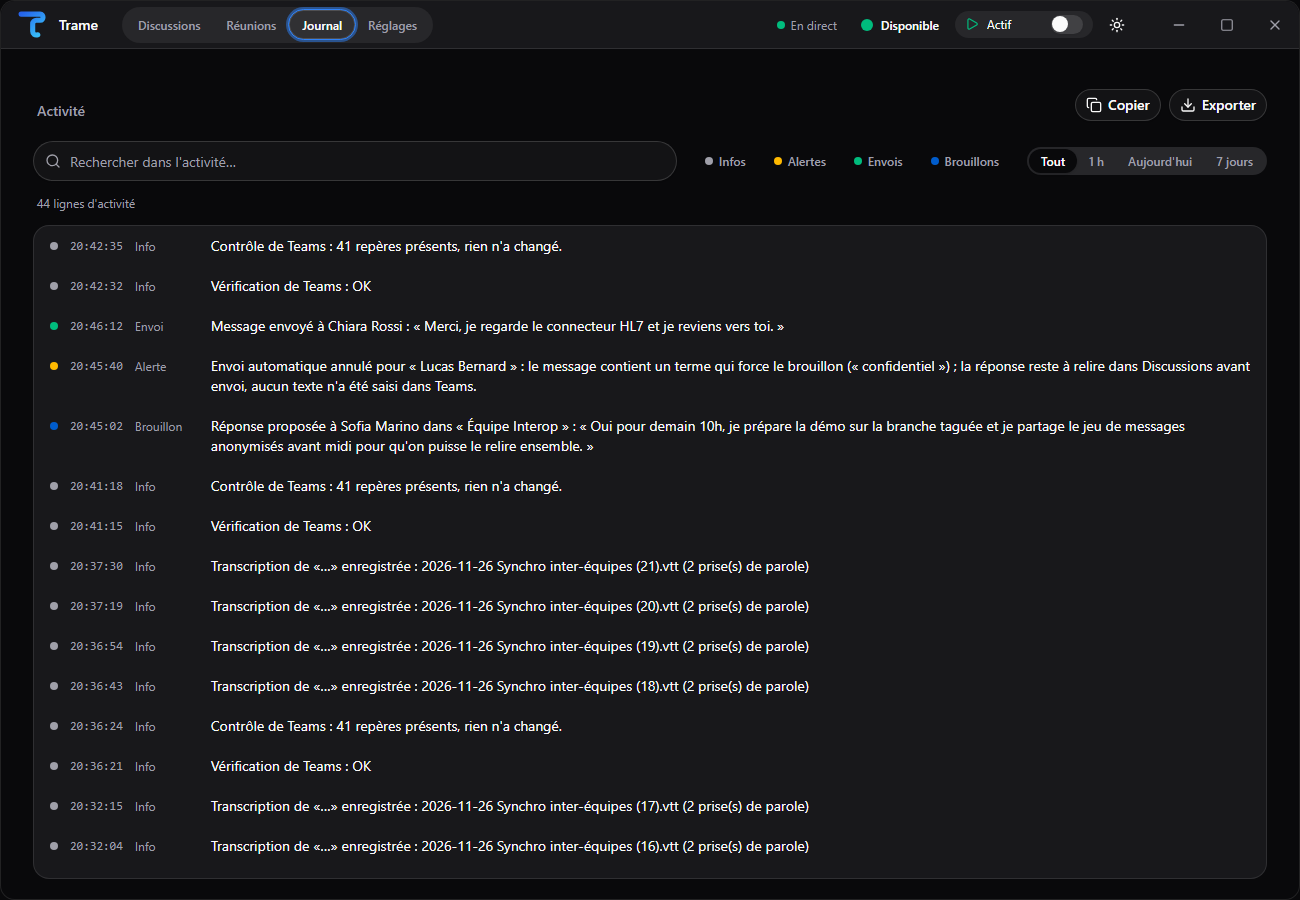 Trame
Discussions Réunions Journal Réglages
En direct Disponible Actif
Activité
Copier Exporter
Rechercher dans l'activité...
Infos Alertes Envois Brouillons
Tout 1 h Aujourd'hui 7 jours
44 lignes d'activité
20:42:35 Info Contrôle de Teams : 41 repères présents, rien n'a changé.
20:42:32 Info Vérification de Teams : OK
20:46:12 Envoi Message envoyé à Chiara Rossi : « Merci, je regarde le connecteur HL7 et je reviens vers toi. »
20:45:40 Alerte Envoi automatique annulé pour « Lucas Bernard » : le message contient un terme qui force le brouillon (« confidentiel ») ; la réponse reste à relire dans Discussions avant
envoi, aucun texte n'a été saisi dans Teams.
20:45:02 Brouillon Réponse proposée à Sofia Marino dans « Équipe Interop » : « Oui pour demain 10h, je prépare la démo sur la branche taguée et je partage le jeu de messages
anonymisés avant midi pour qu'on puisse le relire ensemble. »
20:41:18 Info Contrôle de Teams : 41 repères présents, rien n'a changé.
20:41:15 Info Vérification de Teams : OK
20:37:30 Info Transcription de «...» enregistrée : 2026-11-26 Synchro inter-équipes (21).vtt (2 prise(s) de parole)
20:37:19 Info Transcription de «...» enregistrée : 2026-11-26 Synchro inter-équipes (20).vtt (2 prise(s) de parole)
20:36:54 Info Transcription de «...» enregistrée : 2026-11-26 Synchro inter-équipes (19).vtt (2 prise(s) de parole)
20:36:43 Info Transcription de «...» enregistrée : 2026-11-26 Synchro inter-équipes (18).vtt (2 prise(s) de parole)
20:36:24 Info Contrôle de Teams : 41 repères présents, rien n'a changé.
20:36:21 Info Vérification de Teams : OK
20:32:15 Info Transcription de «...» enregistrée : 2026-11-26 Synchro inter-équipes (17).vtt (2 prise(s) de parole)
20:32:04 Info Transcription de «...» enregistrée : 2026-11-26 Synchro inter-équipes (16).vtt (2 prise(s) de parole)